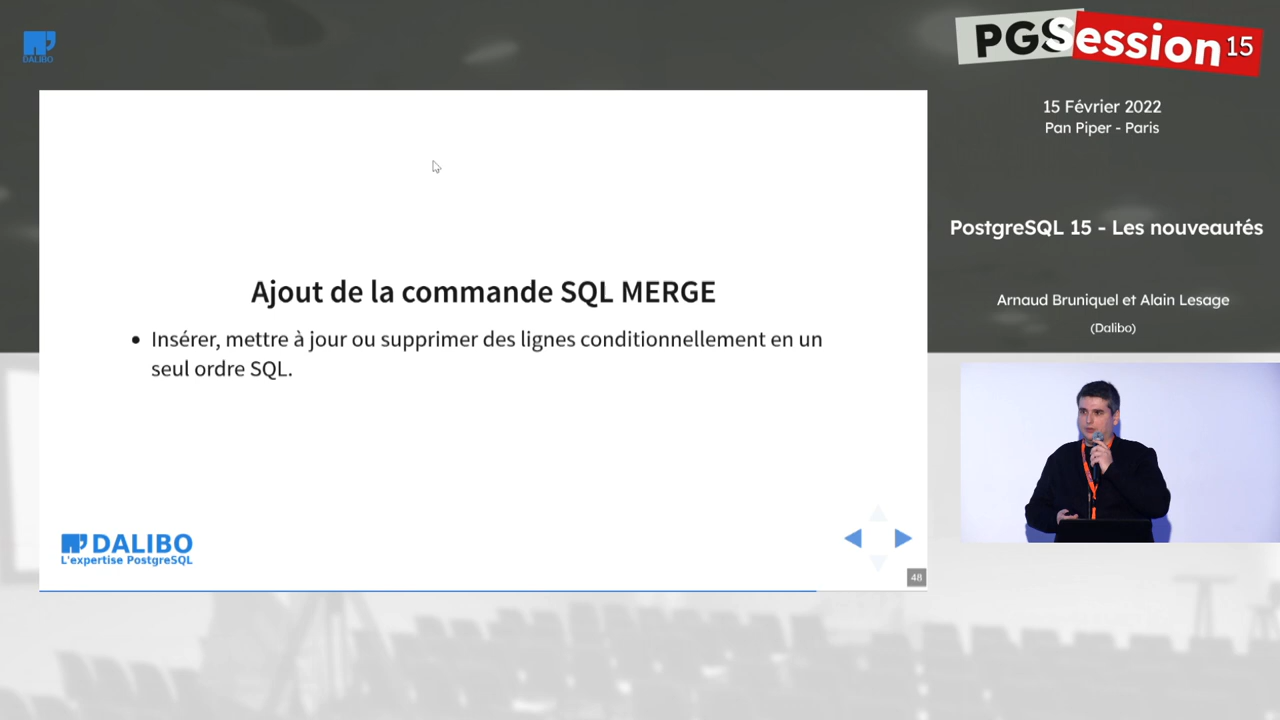 DALIBO
PGSession 15
15 Février 2022
Pan Piper - Paris
PostgreSQL 15 - Les nouveautés
Arnaud Bruniquel et Alain Lesage
(Dalibo)
Ajout de la commande SQL MERGE
Insérer, mettre à jour ou supprimer des lignes conditionnellement en un
seul ordre SQL.
DALIBO
L'expertise PostgreSQL
48